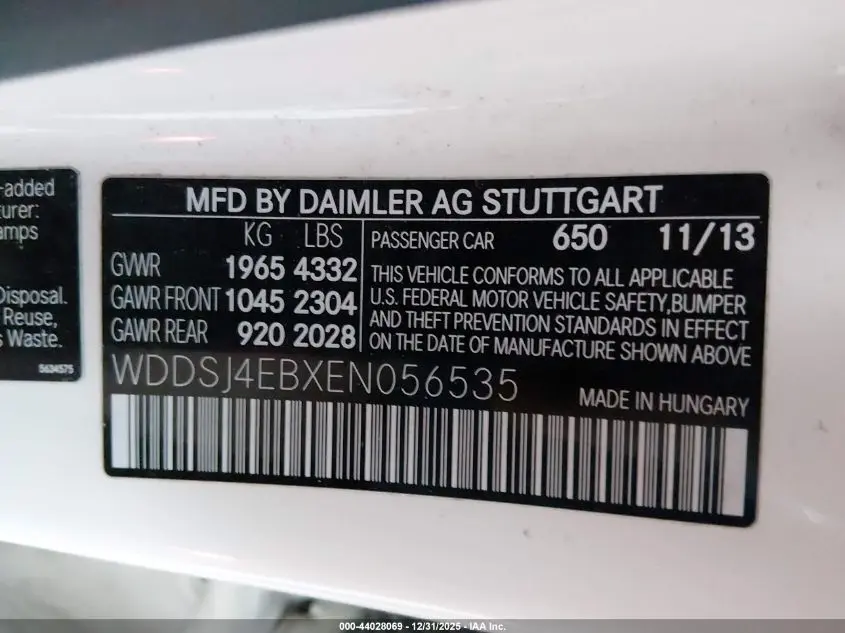 -added
urer:
amps
Disposal.
Reuse,
s Waste.
5634575
MFD BY DAIMLER AG STUTTGART
KG LBS
GVWR 1965 4332
GAWR FRONT 1045 2304
GAWR REAR 920 2028
PASSENGER CAR 650 11/13
THIS VEHICLE CONFORMS TO ALL APPLICABLE
U.S. FEDERAL MOTOR VEHICLE SAFETY,BUMPER
AND THEFT PREVENTION STANDARDS IN EFFECT
ON THE DATE OF MANUFACTURE SHOWN ABOVE
WDDSJ4EBXEN056535
MADE IN HUNGARY
000-44028069 - 12/31/2025 - IAA Inc.